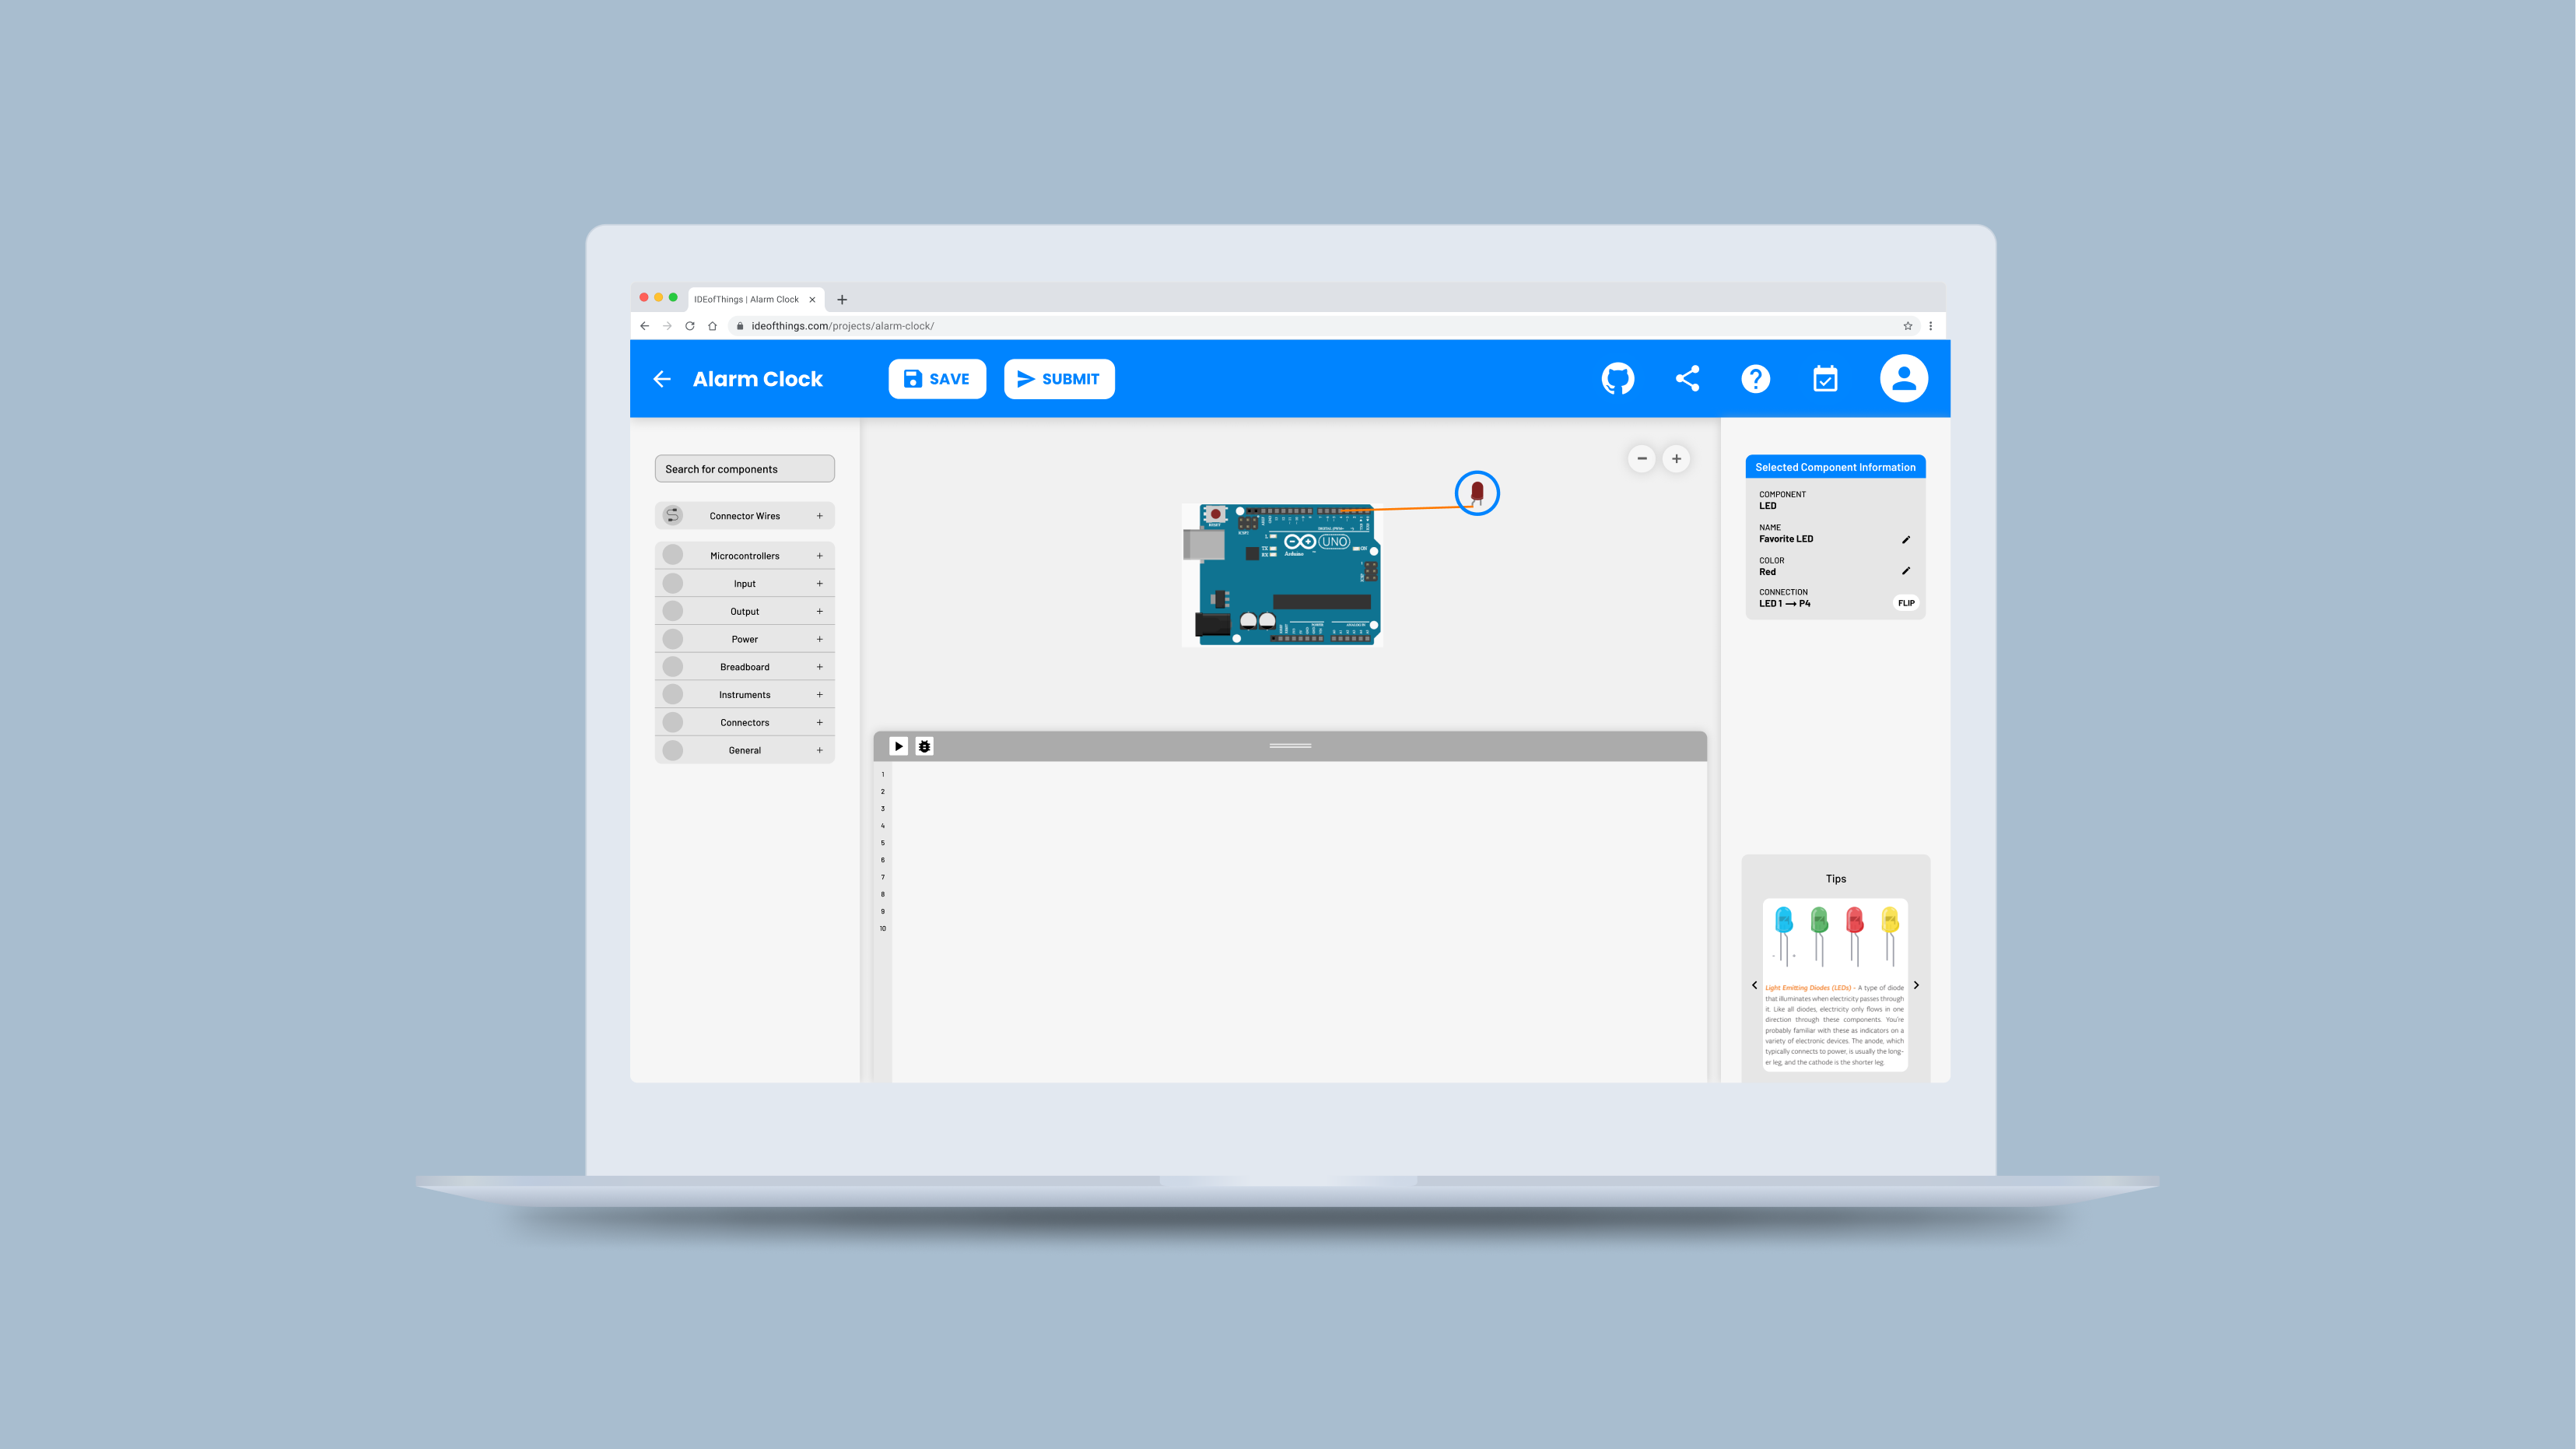 IDEofThings | Alarm Clock
ideofthings.com/projects/alarm-clock/
Alarm Clock
SAVE
SUBMIT
Search for components
Connector Wires
Microcontrollers
Input
Output
Power
Breadboard
Instruments
Connectors
General
RESET
UNO
Arduino
1
2
3
4
5
6
7
8
9
10
Selected Component Information
COMPONENT
LED
NAME
Favorite LED
COLOR
Red
CONNECTION
LED 1 → P4
FLIP
Tips
Light Emitting Diodes (LEDs) - A type of diode
that illuminates when electricity passes through
it. Like all diodes, electricity only flows in one
direction through these components. You're
probably familiar with these as indicators on a
variety of electronic devices. The anode, which
typically connects to power, is usually the long-
er leg, and the cathode is the shorter leg.